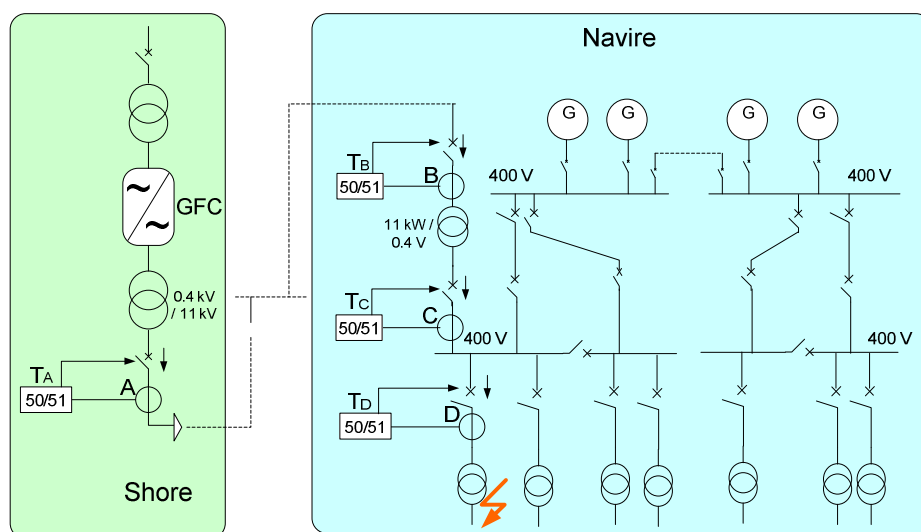 GFC
0.4 kV
/ 11 kV
TA
A
50/51
Shore
Navire
TB
B
50/51
11 kW /
0.4 V
TC
C
50/51
400 V
TD
D
50/51
G
G
G
G
400 V
400 V
400 V